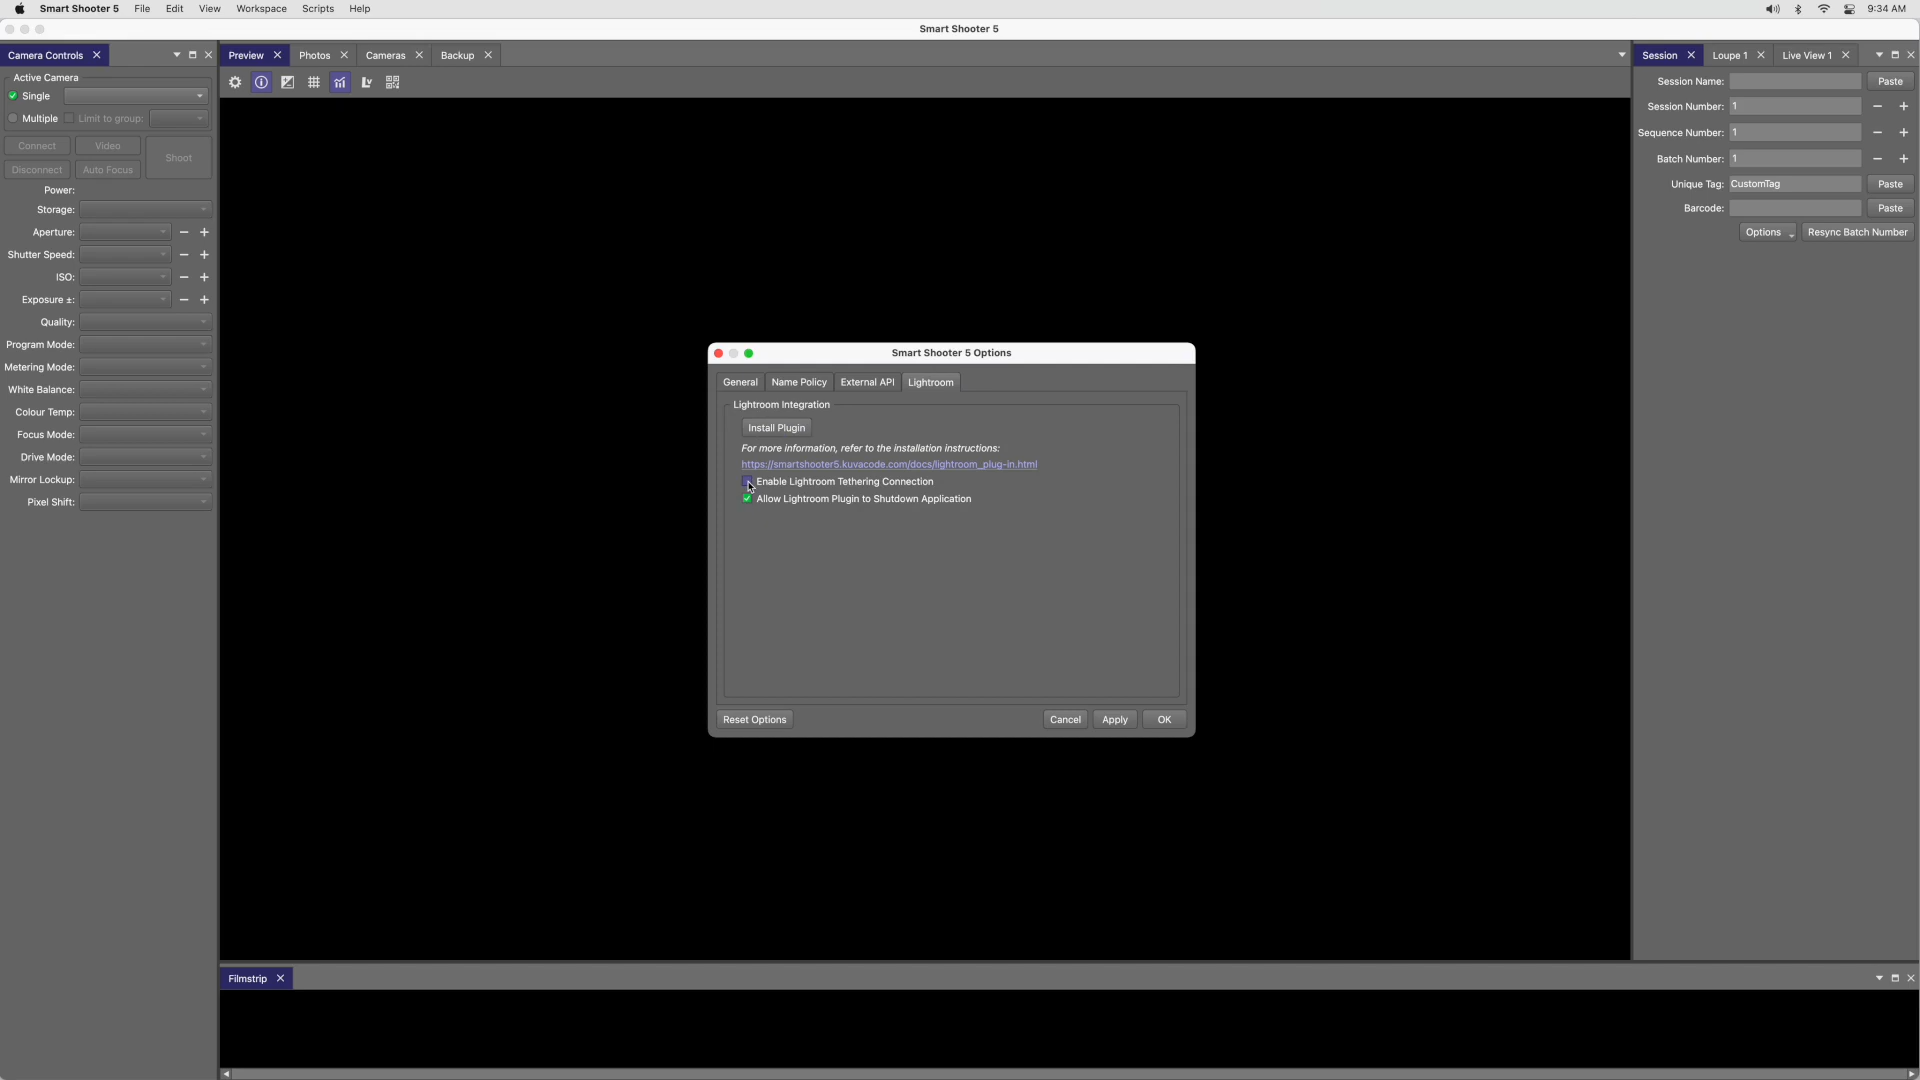 Smart Shooter 5 File Edit View Workspace Scripts Help 9:34 AM
Smart Shooter 5
Camera Controls
Active Camera
Single
Multiple Limit to group:
Connect Video Shoot
Disconnect Auto Focus
Power:
Storage:
Aperture:
Shutter Speed:
ISO:
Exposure ±:
Quality:
Program Mode:
Metering Mode:
White Balance:
Colour Temp:
Focus Mode:
Drive Mode:
Mirror Lockup:
Pixel Shift:
Preview Photos Cameras Backup
Lv
Smart Shooter 5 Options
General Name Policy External API Lightroom
Lightroom Integration
Install Plugin
For more information, refer to the installation instructions:
https://smartshooter5.kuvacode.com/docs/lightroom_plug-in.html
Enable Lightroom Tethering Connection
Allow Lightroom Plugin to Shutdown Application
Reset Options Cancel Apply OK
Session Loupe 1 Live View 1
Session Name: Paste
Session Number: 1
Sequence Number: 1
Batch Number: 1
Unique Tag: CustomTag Paste
Barcode: Paste
Options Resync Batch Number
Filmstrip